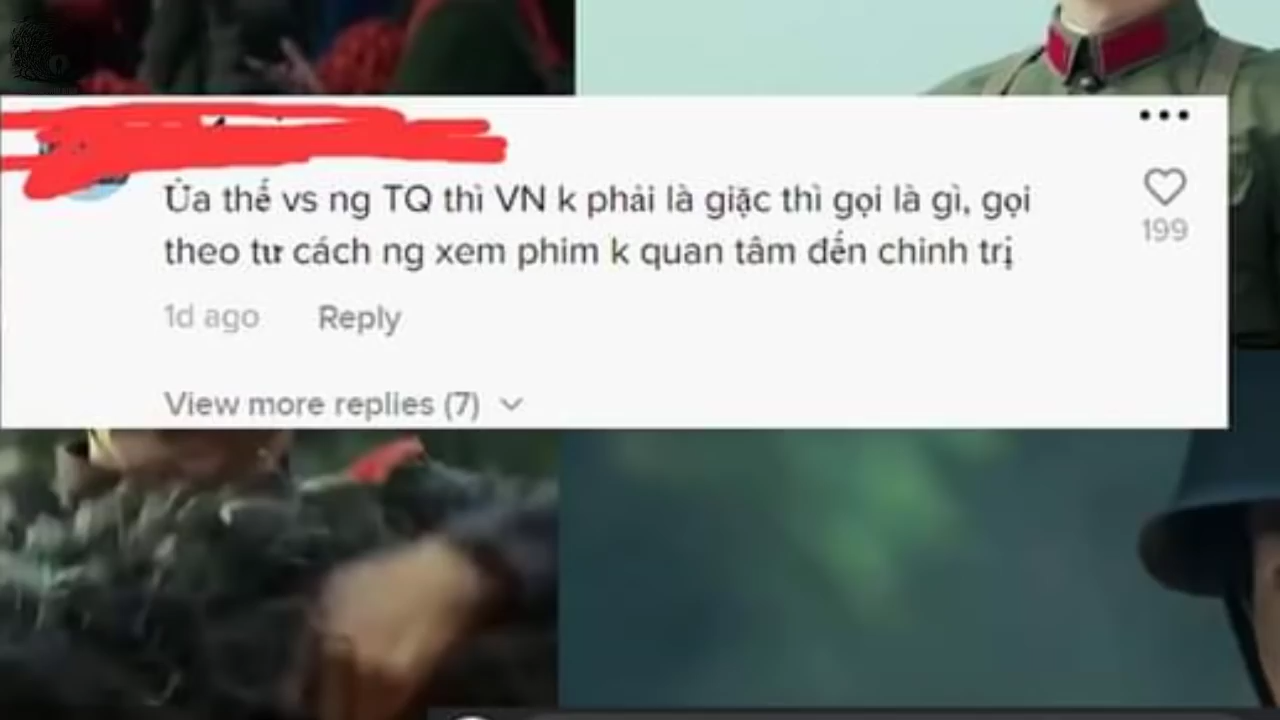 Ủa thế vs ng TQ thì VN k phải là giặc thì gọi là gì, gọi
theo tư cách ng xem phim k quan tâm đến chinh trị
199
1d ago Reply
View more replies (7)